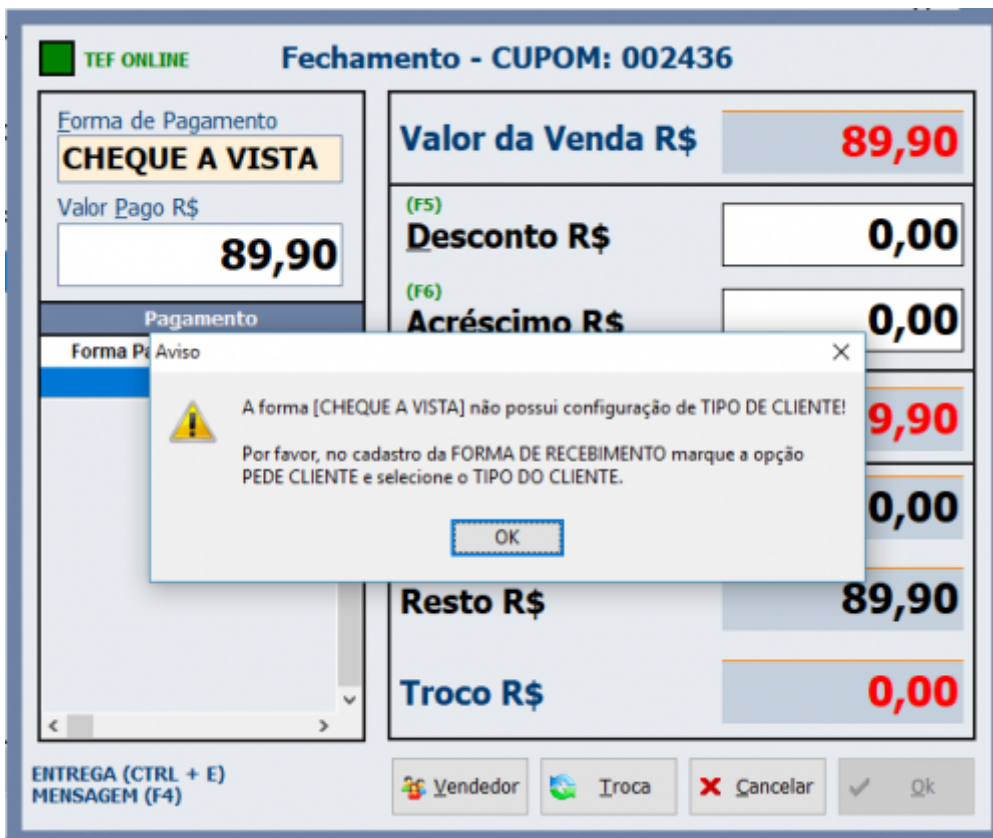 TEF ONLINE
Fechamento - CUPOM: 002436
Forma de Pagamento
CHEQUE A VISTA
Valor Pago R$
89,90
Pagamento
Forma
Valor da Venda R$
89,90
(F5)
Desconto R$
0,00
(F6)
Acréscimo R$
0,00
Aviso
A forma [CHEQUE A VISTA] não possui configuração de TIPO DE CLIENTE!
Por favor, no cadastro da FORMA DE RECEBIMENTO marque a opção
PEDE CLIENTE e selecione o TIPO DO CLIENTE.
OK
9,90
0,00
Resto R$
89,90
Troco R$
0,00
ENTREGA (CTRL + E)
MENSAGEM (F4)
Vendedor
Troca
Cancelar
Ok